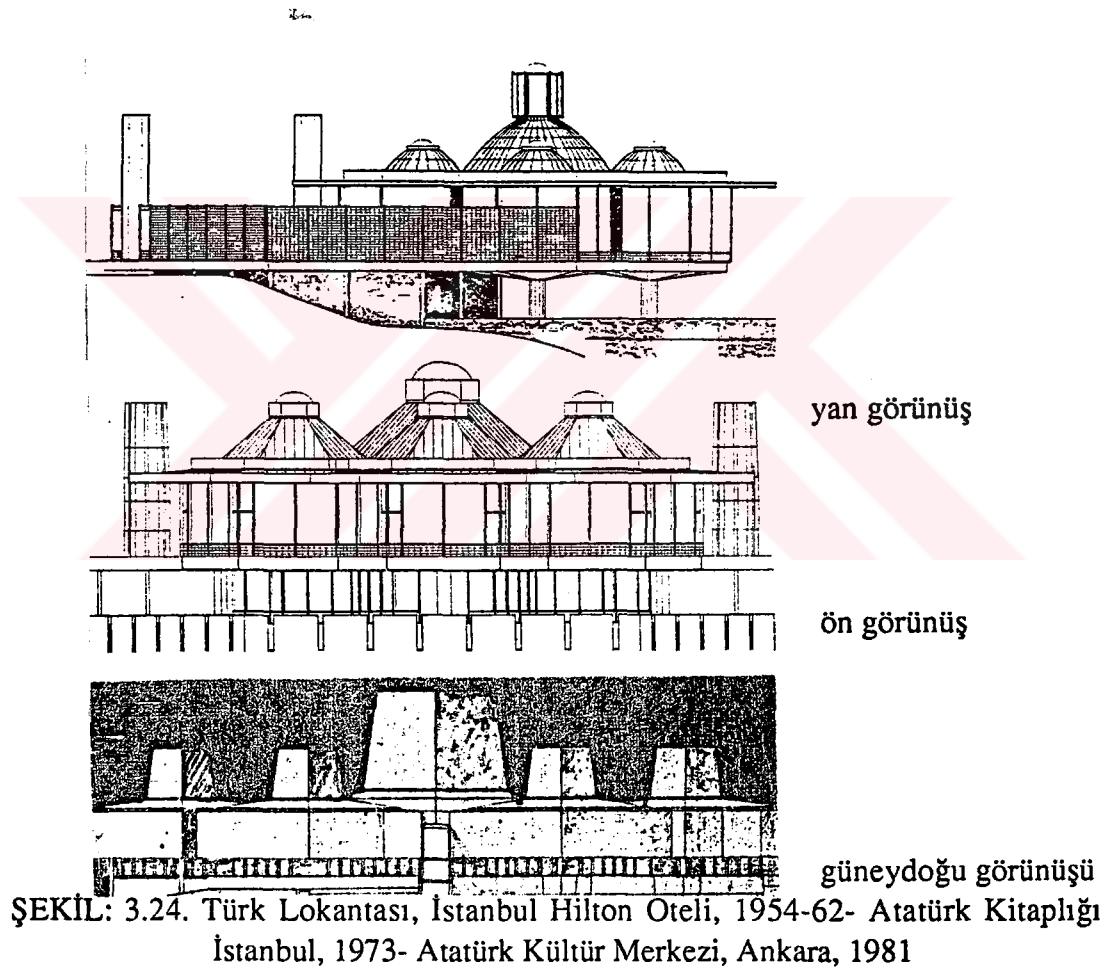 yan görünüş
ön görünüş
güneydoğu görünüşü
ŞEKİL: 3.24. Türk Lokantası, İstanbul Hilton Oteli, 1954-62- Atatürk Kitaplığı
İstanbul, 1973- Atatürk Kültür Merkezi, Ankara, 1981